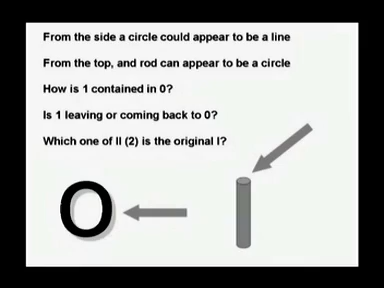 From the side a circle could appear to be a line
From the top, and rod can appear to be a circle
How is 1 contained in 0?
Is 1 leaving or coming back to 0?
Which one of II (2) is the original I?
O